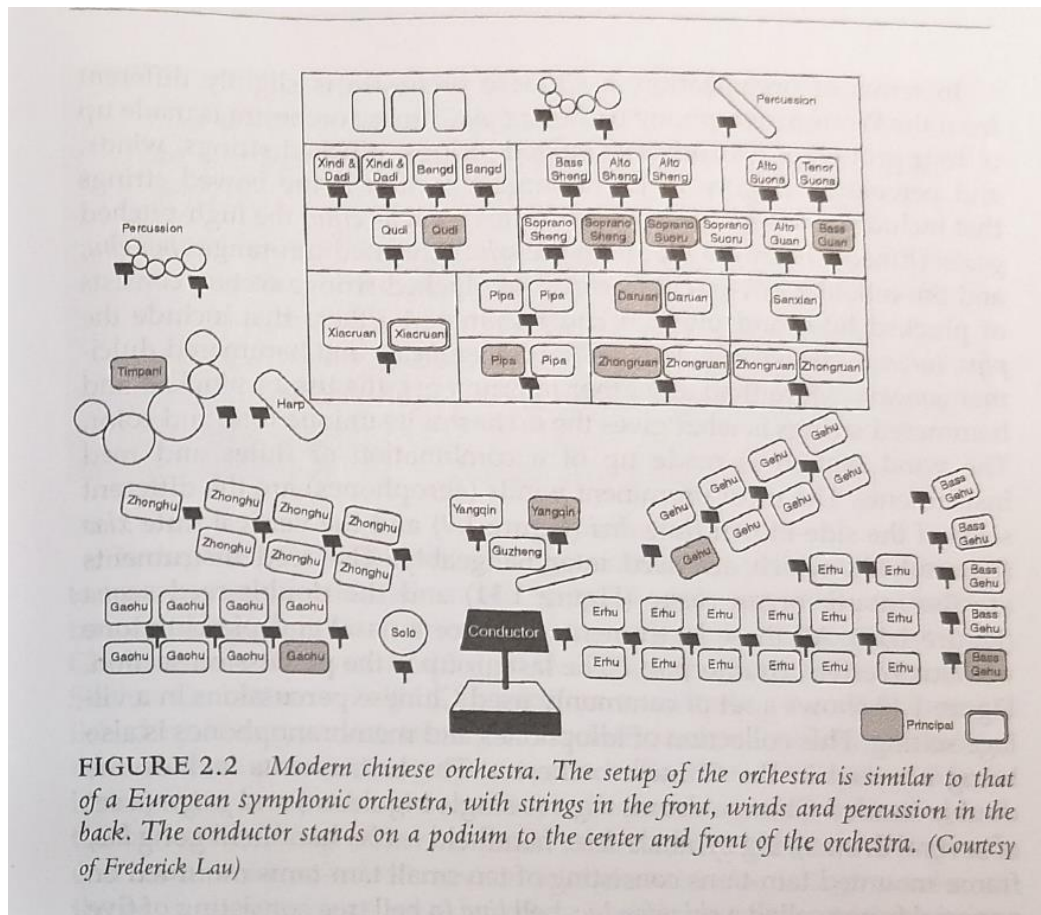 Percussion
Xindi & Dadi
Xindi & Dadi
Bangd
Bangd
Bass Sheng
Alto Sheng
Alto Sheng
Alto Suona
Tenor Suona
Qudi
Qudi
Soprano Sheng
Soprano Sheng
Soprano
Soprano
Alto Guan
Bass Guan
Percussion
Pipa
Pipa
Daruan
Daruan
Sanxian
Xiacruan
Xiacruan
Pipa
Pipa
Zhongruan
Zhongruan
Zhongruan
Zhongruan
Timpani
Harp
Zhonghu
Zhonghu
Zhonghu
Zhonghu
Zhonghu
Zhonghu
Zhonghu
Yangqin
Yangqin
Guzheng
Gehu
Gehu
Gehu
Gehu
Gehu
Gehu
Gehu
Gehu
Bass Gehu
Bass Gehu
Erhu
Erhu
Bass Gehu
Gaohu
Gaohu
Gaohu
Gaohu
Solo
Conductor
Erhu
Erhu
Erhu
Erhu
Erhu
Erhu
Bass Gehu
Gaohu
Gaohu
Gaohu
Gaohu
Erhu
Erhu
Erhu
Erhu
Erhu
Erhu
Bass Gehu
Principal
FIGURE 2.2 Modern chinese orchestra. The setup of the orchestra is similar to that
of a European symphonic orchestra, with strings in the front, winds and percussion in the
back. The conductor stands on a podium to the center and front of the orchestra. (Courtesy
of Frederick Lau)